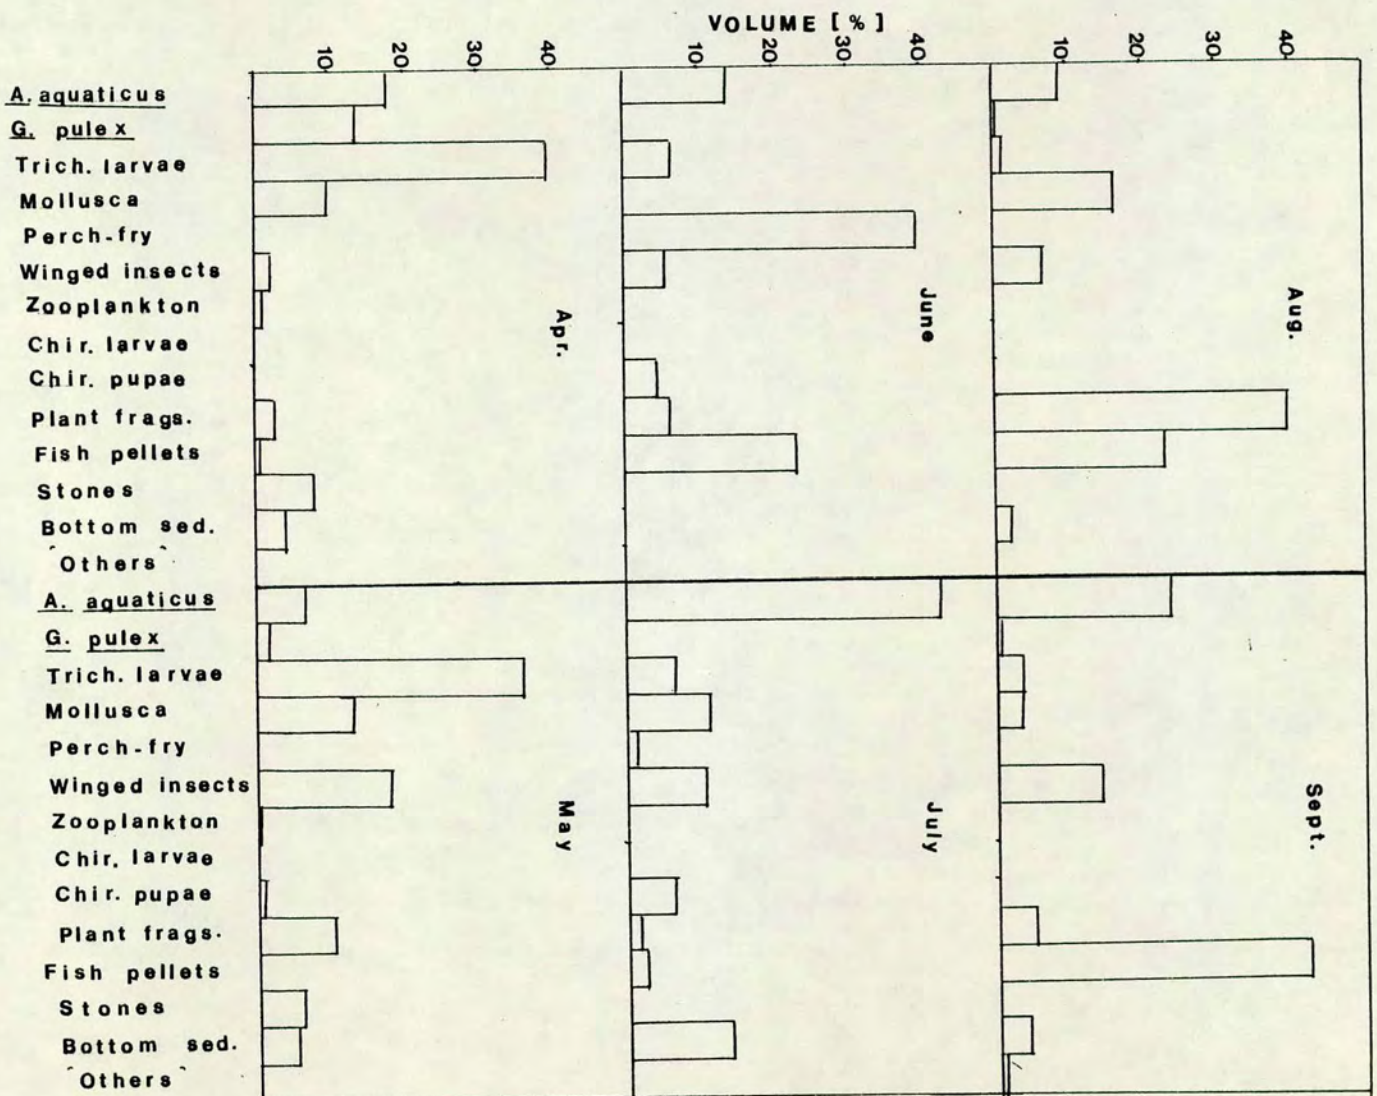 VOLUME [ % ]
10 20 30 40 10 20 30 40 10 20 30 40
A. aquaticus
G. pulex
Trich. larvae
Mollusca
Perch-fry
Winged insects
Zooplankton
Chir. larvae
Chir. pupae
Plant frags.
Fish pellets
Stones
Bottom sed.
`Others`
Apr.
June
Aug.
A. aquaticus
G. pulex
Trich. larvae
Mollusca
Perch-fry
Winged insects
Zooplankton
Chir. larvae
Chir. pupae
Plant frags.
Fish pellets
Stones
Bottom sed.
`Others`
May
July
Sept.